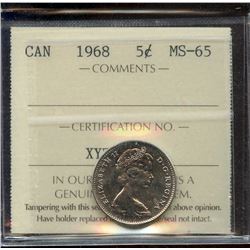 CAN 1968 5¢ MS-65
COMMENTS
CERTIFICATION NO.
XY
ELIZABETH II D·G·REGINA
IN OUR S A
GENUI
Tampering with this se above opinion.
Have holder replaced seal not intact.